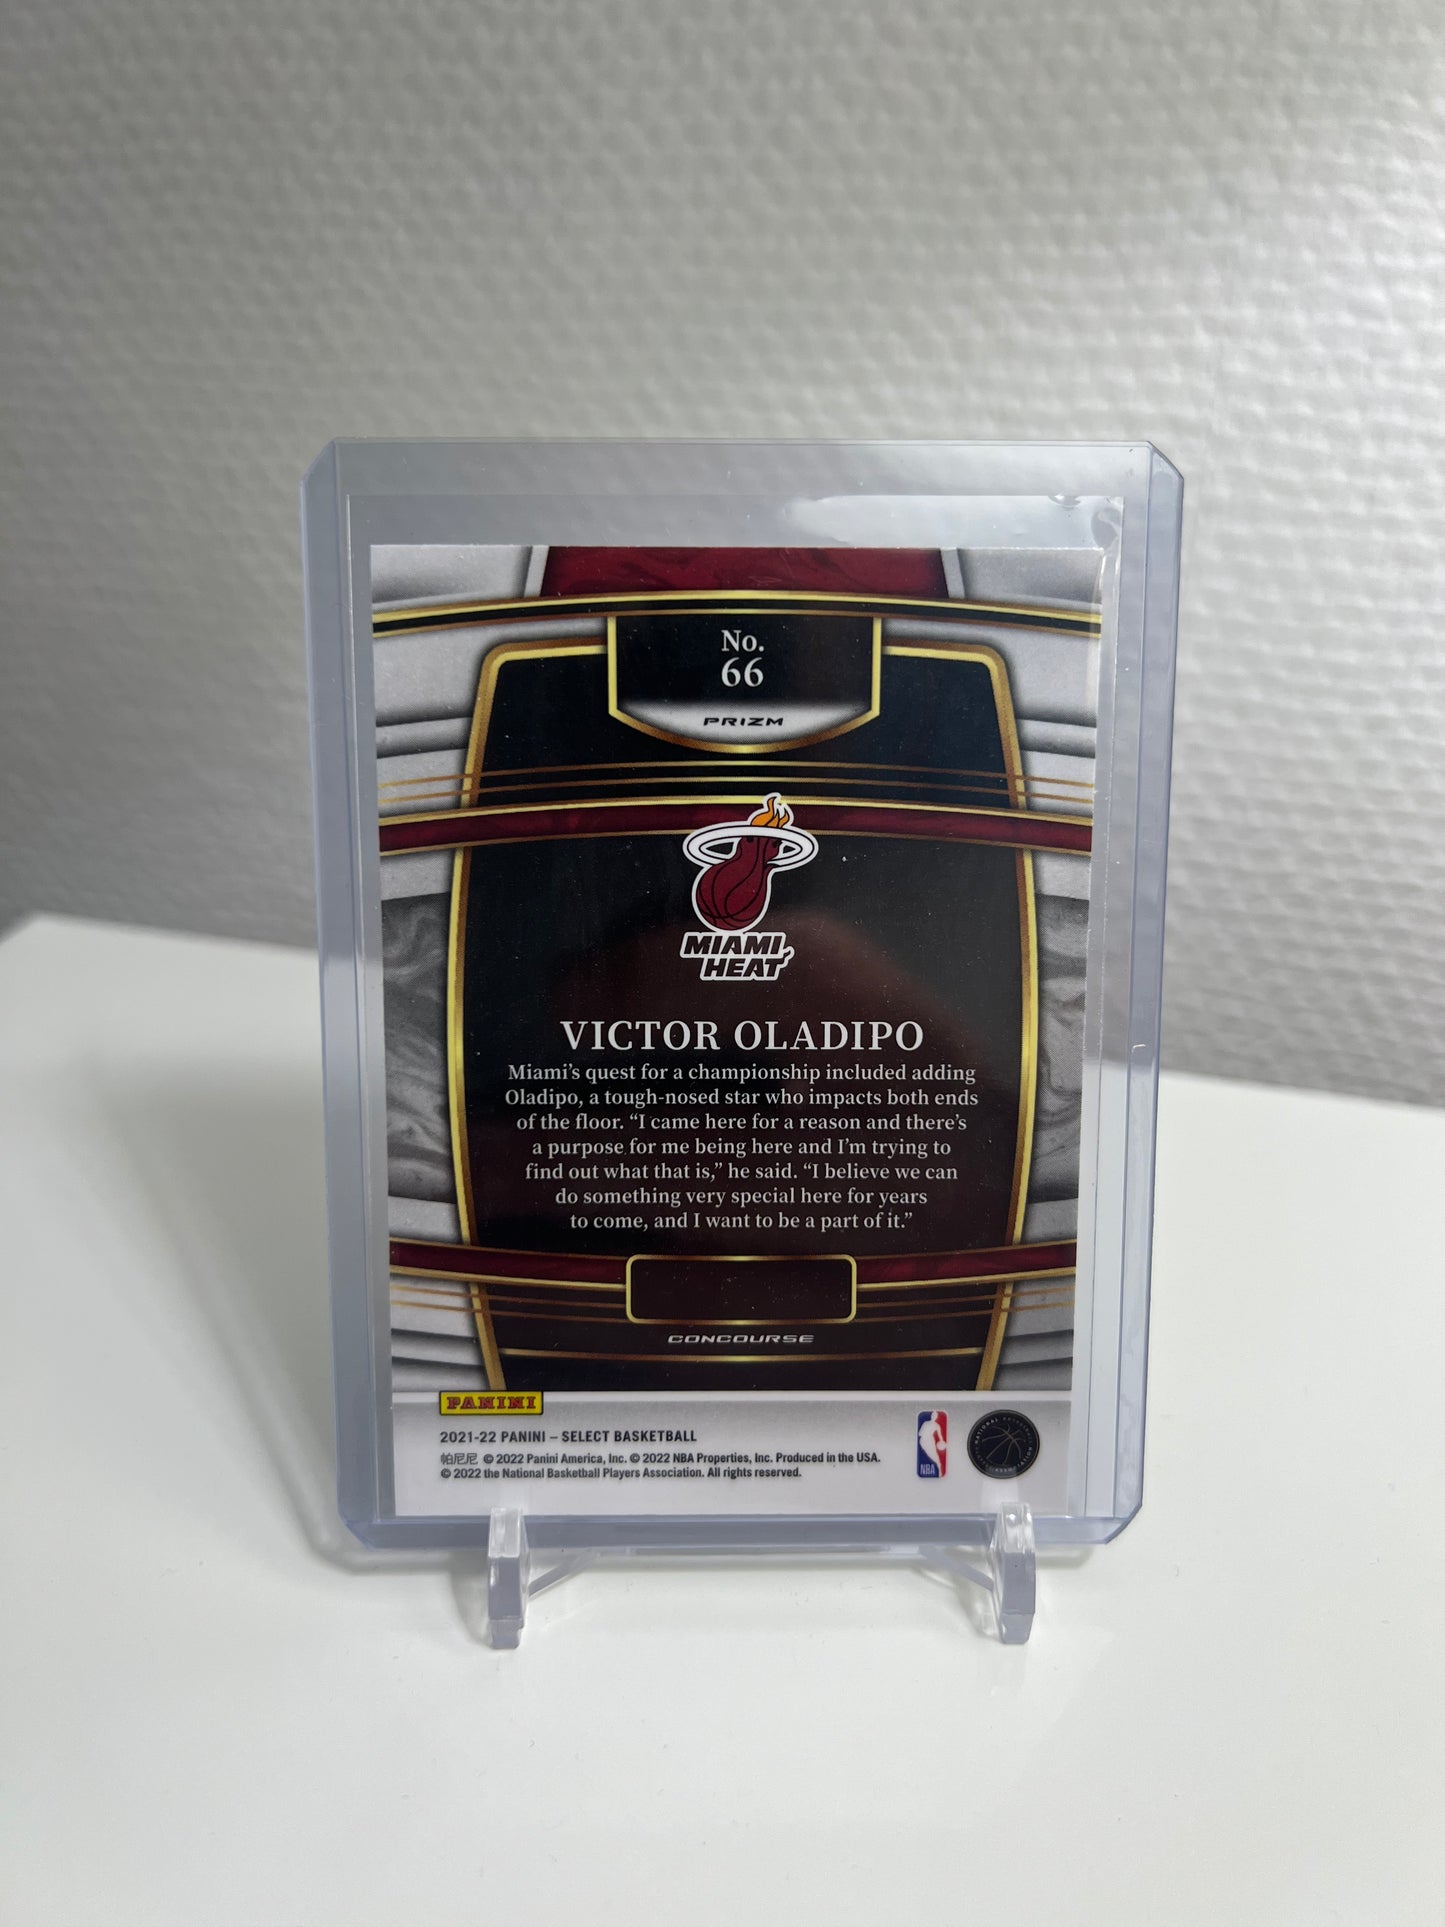 No.
66
PRIZM
MIAMI
HEAT
VICTOR OLADIPO
Miami's quest for a championship included adding
Oladipo, a tough-nosed star who impacts both ends
of the floor. “I came here for a reason and there's
a purpose for me being here and I'm trying to
find out what that is,” he said. “I believe we can
do something very special here for years
to come, and I want to be a part of it.”
CONCOURSE
PANINI
2021-22 PANINI – SELECT BASKETBALL
帕尼尼 © 2022 Panini America, Inc. © 2022 NBA Properties, Inc. Produced in the USA.
© 2022 the National Basketball Players Association. All rights reserved.
NBA